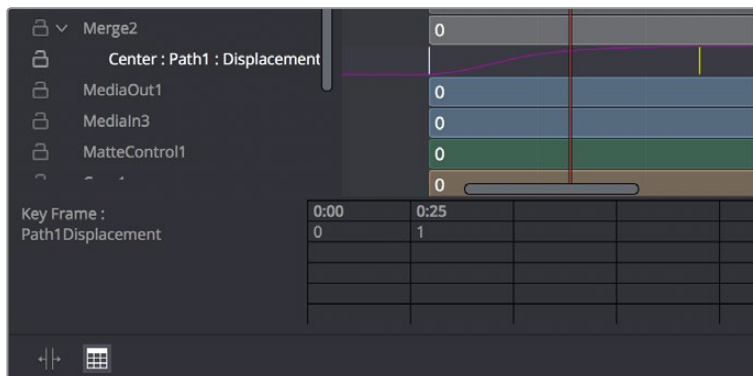 Merge2 0
Center : Path1 : Displacement
MediaOut1 0
MediaIn3 0
MatteControl1 0
0
Key Frame : 0:00 0:25
Path1Displacement 0 1